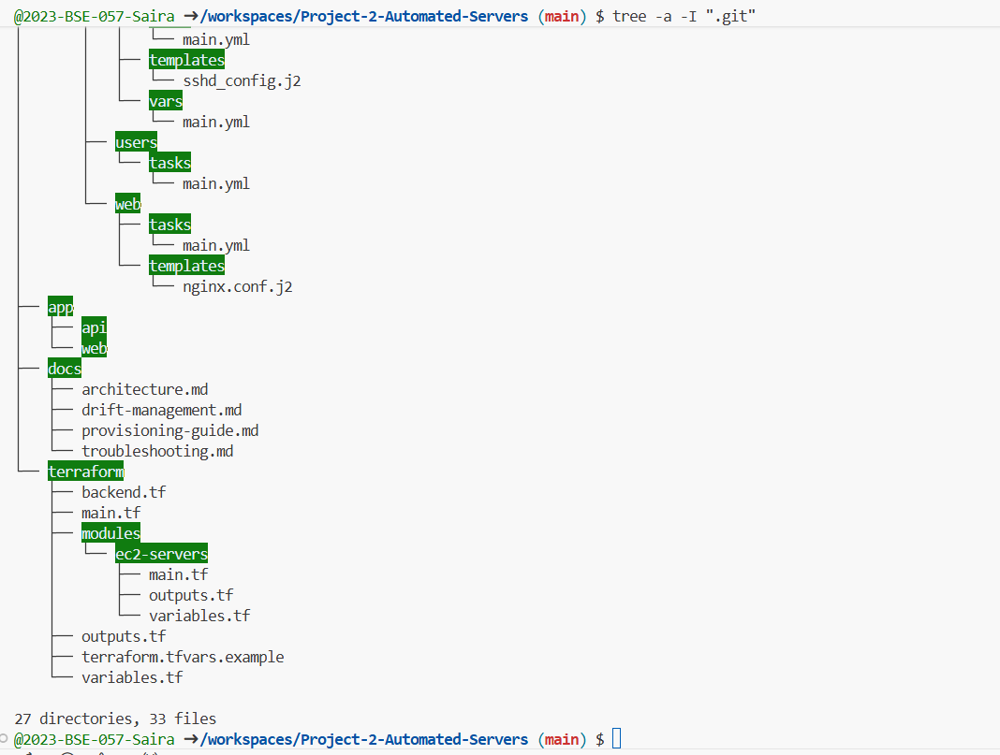 @2023-BSE-057-Saira ➜/workspaces/Project-2-Automated-Servers (main) $ tree -a -I ".git"
main.yml
templates
sshd_config.j2
vars
main.yml
users
tasks
main.yml
web
tasks
main.yml
templates
nginx.conf.j2
app
api
web
docs
architecture.md
drift-management.md
provisioning-guide.md
troubleshooting.md
terraform
backend.tf
main.tf
modules
ec2-servers
main.tf
outputs.tf
variables.tf
outputs.tf
terraform.tfvars.example
variables.tf
27 directories, 33 files
@2023-BSE-057-Saira ➜/workspaces/Project-2-Automated-Servers (main) $